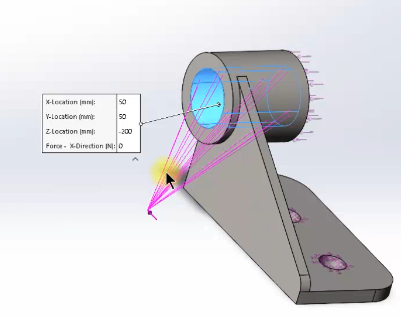 X-Location (mm): 50
Y-Location (mm): 50
Z-Location (mm): -200
Force - X-Direction (N): 0